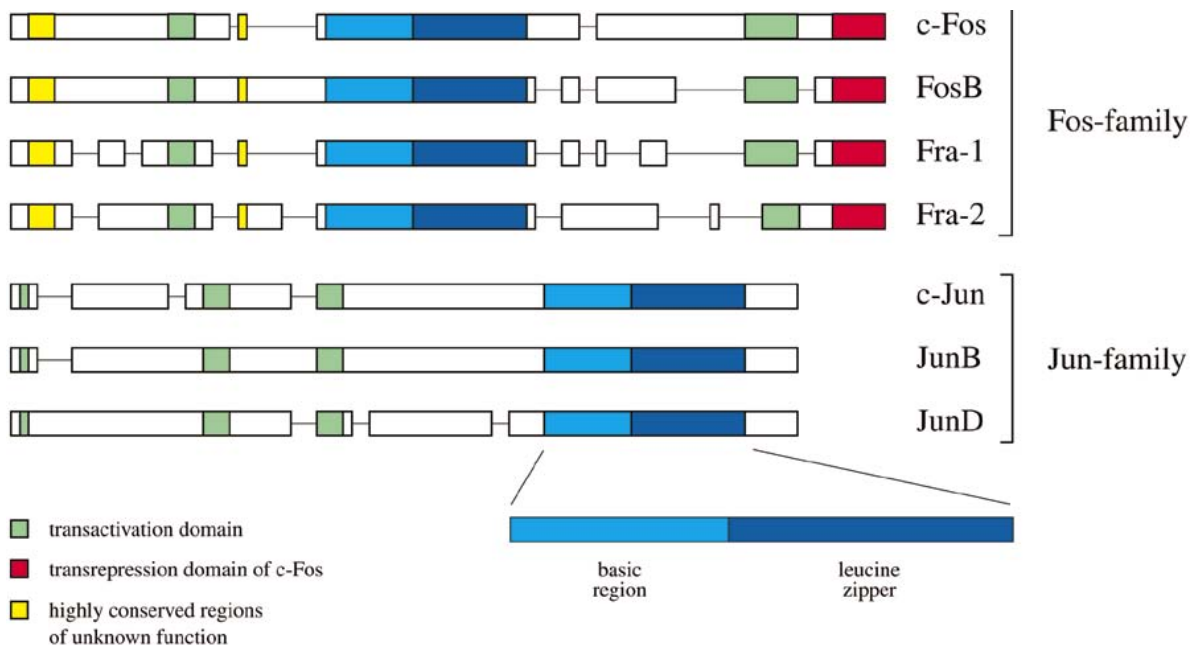 c-Fos
FosB
Fra-1
Fra-2
Fos-family
c-Jun
JunB
JunD
Jun-family
basic
region
leucine
zipper
transactivation domain
transrepression domain of c-Fos
highly conserved regions
of unknown function